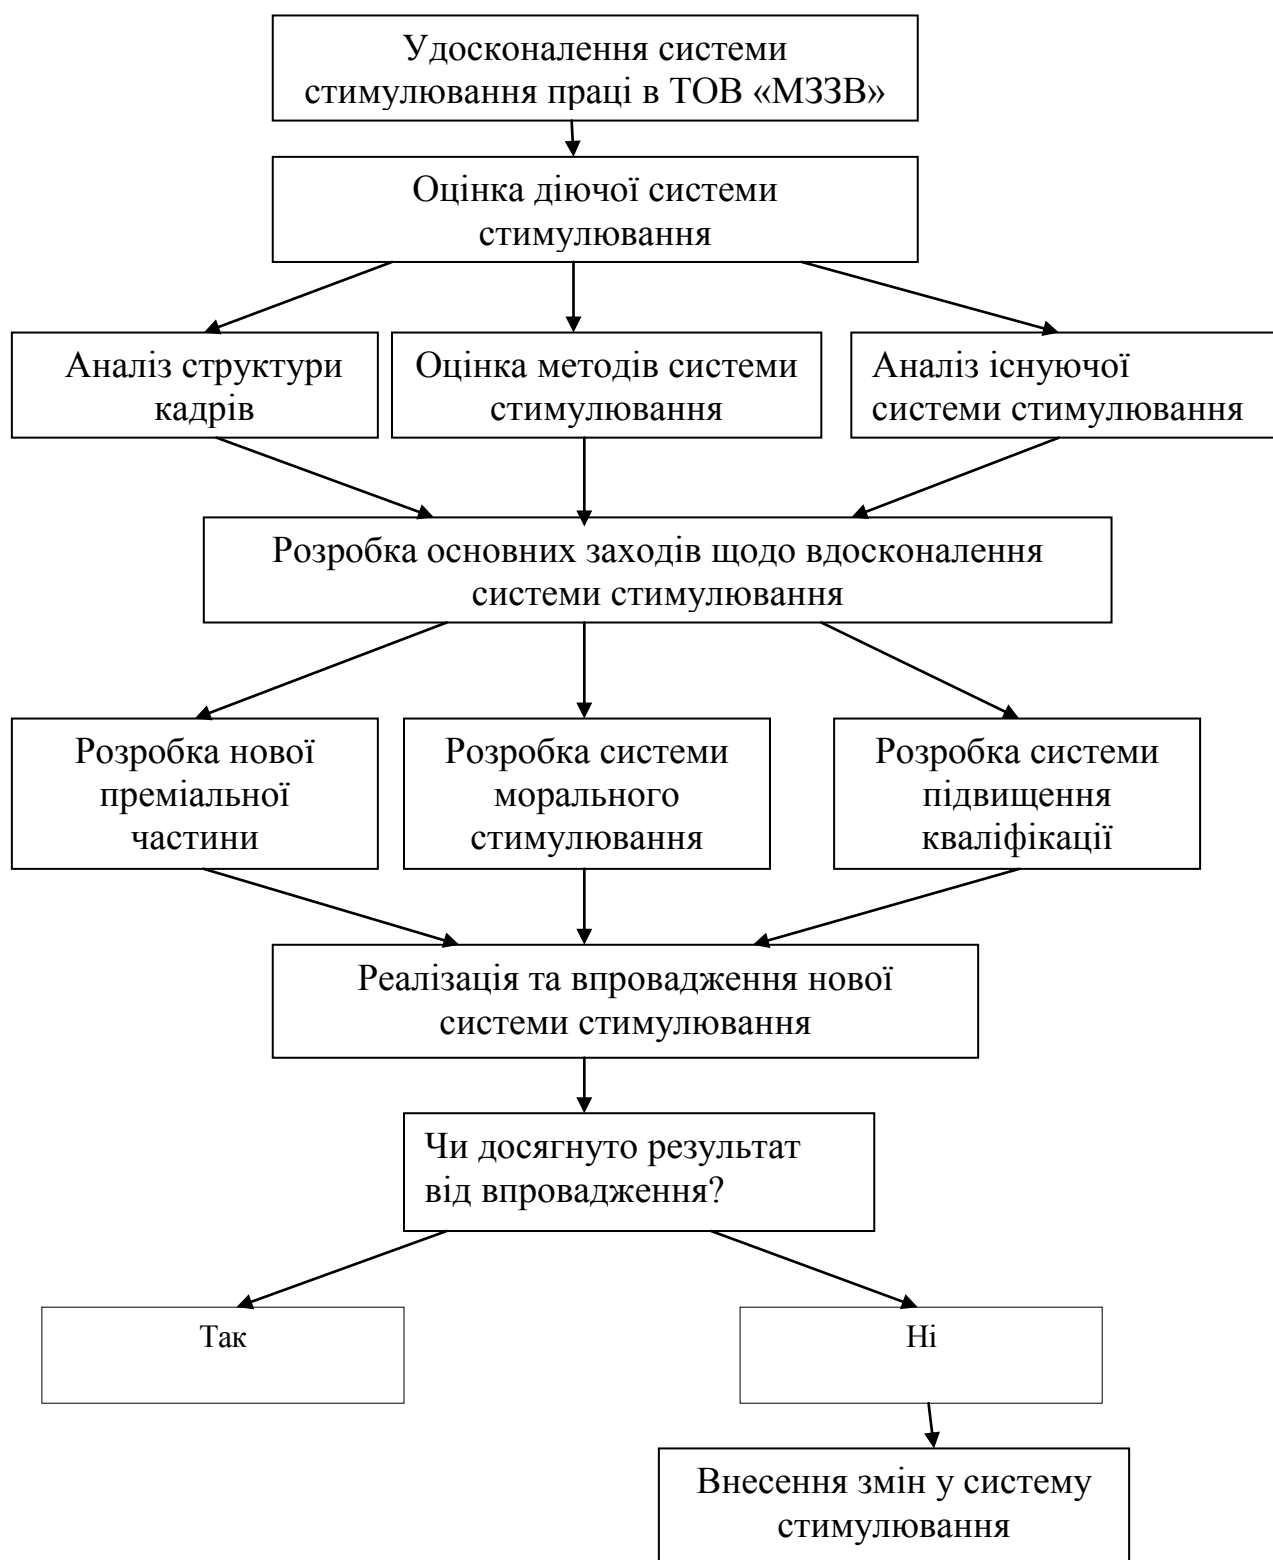 Удосконалення системи
стимулювання праці в ТОВ «МЗЗВ»
Оцінка діючої системи
стимулювання
Аналіз структури
кадрів
Оцінка методів системи
стимулювання
Аналіз існуючої
системи стимулювання
Розробка основних заходів щодо вдосконалення
системи стимулювання
Розробка нової
преміальної
частини
Розробка системи
морального
стимулювання
Розробка системи
підвищення
кваліфікації
Реалізація та впровадження нової
системи стимулювання
Чи досягнуто результат
від впровадження?
Так
Ні
Внесення змін у систему
стимулювання